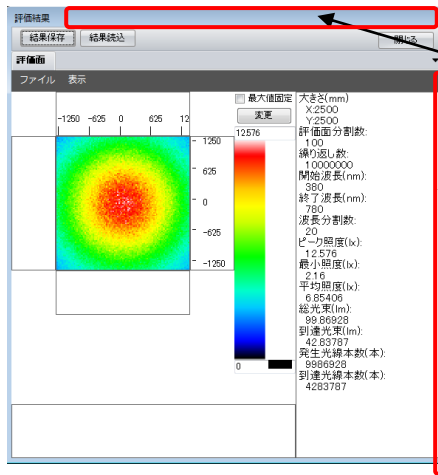 評価結果
結果保存 結果読込 閉じる
評価面
ファイル 表示
最大値固定
変更
-1250 -625 0 625 12
12.576
1250
625
0
-625
-1250
0
大きさ(mm)
X:2500
Y:2500
評価面分割数:
100
繰り返し数:
10000000
開始波長(nm):
380
終了波長(nm):
780
波長分割数:
20
ピーク照度(lx):
12.576
最小照度(lx):
2.16
平均照度(lx):
6.85406
総光束(lm):
99.86928
到達光束(lm):
42.83787
発生光線本数(本):
9986928
到達光線本数(本):
4283787